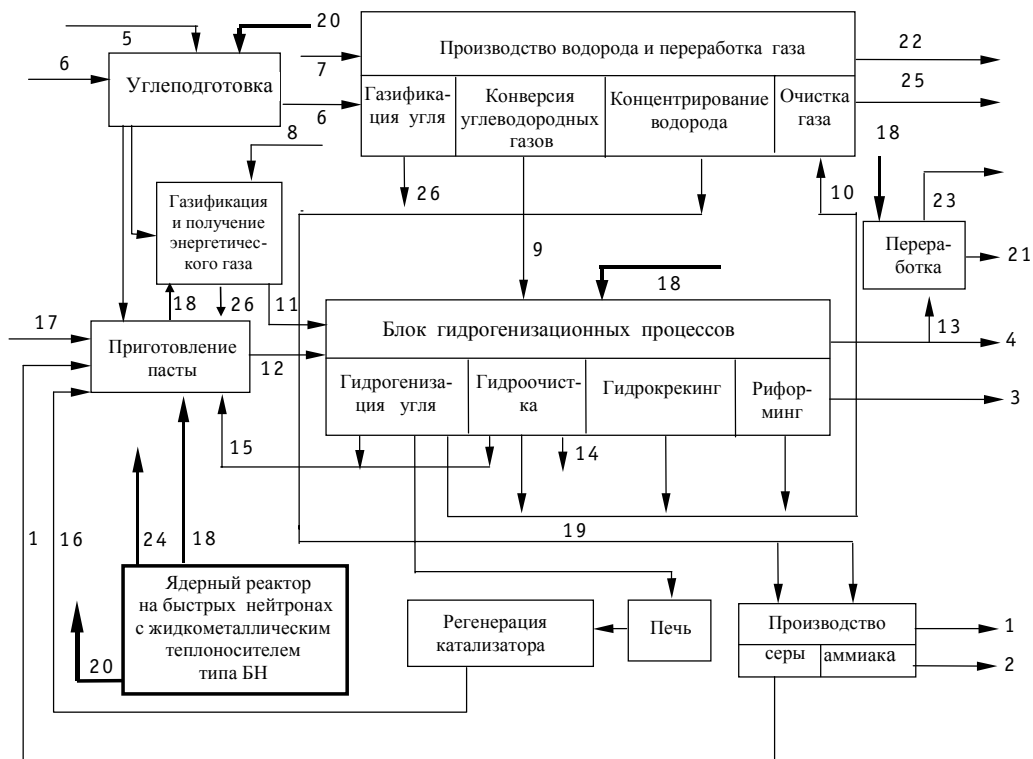 5
20
6
Углеподготовка
6
7
Производство водорода и переработка газа
22
25
Газифика-
ция угля
Конверсия
углеводородных
газов
Концентрирование
водорода
Очистка
газа
8
26
10
18
23
21
Перера-
ботка
Газификация
и получение
энергетичес-
кого газа
9
18
18
26
11
17
Приготовление
пасты
12
Блок гидрогенизационных процессов
13
4
3
Гидрогениза-
ция угля
Гидроочист-
ка
Гидрокрекинг
Рифор-
минг
15
14
1
16
24
18
19
Ядерный реактор
на быстрых нейтронах
с жидкометаллическим
теплоносителем
типа БН
20
Регенерация
катализатора
Печь
Производство
серы
аммиака
1
2